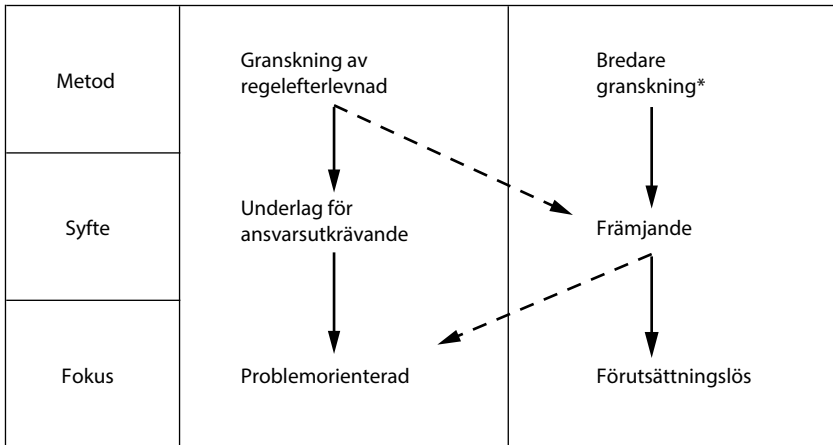 Metod
Granskning av
regelefterlevnad
Bredare
granskning*
Syfte
Underlag för
ansvarsutkrävande
Främjande
Fokus
Problemorienterad
Förutsättningslös